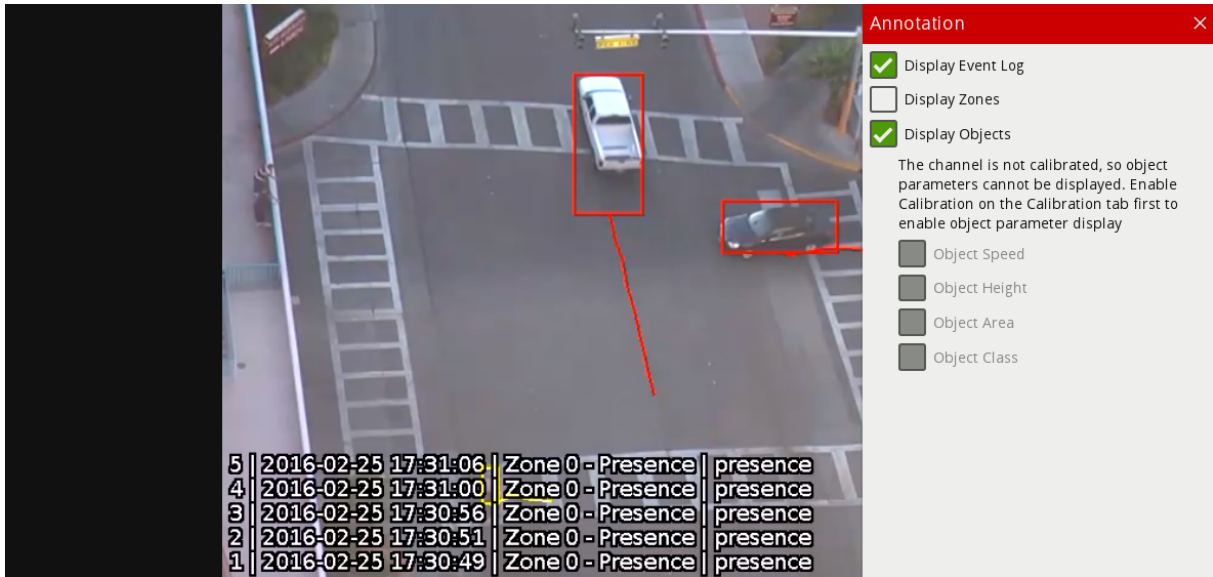 Annotation
Display Event Log
Display Zones
Display Objects
The channel is not calibrated, so object
parameters cannot be displayed. Enable
Calibration on the Calibration tab first to
enable object parameter display
Object Speed
Object Height
Object Area
Object Class
5 | 2016-02-25 17:31:06 | Zone 0 - Presence | presence
4 | 2016-02-25 17:31:00 | Zone 0 - Presence | presence
3 | 2016-02-25 17:30:56 | Zone 0 - Presence | presence
2 | 2016-02-25 17:30:51 | Zone 0 - Presence | presence
1 | 2016-02-25 17:30:49 | Zone 0 - Presence | presence